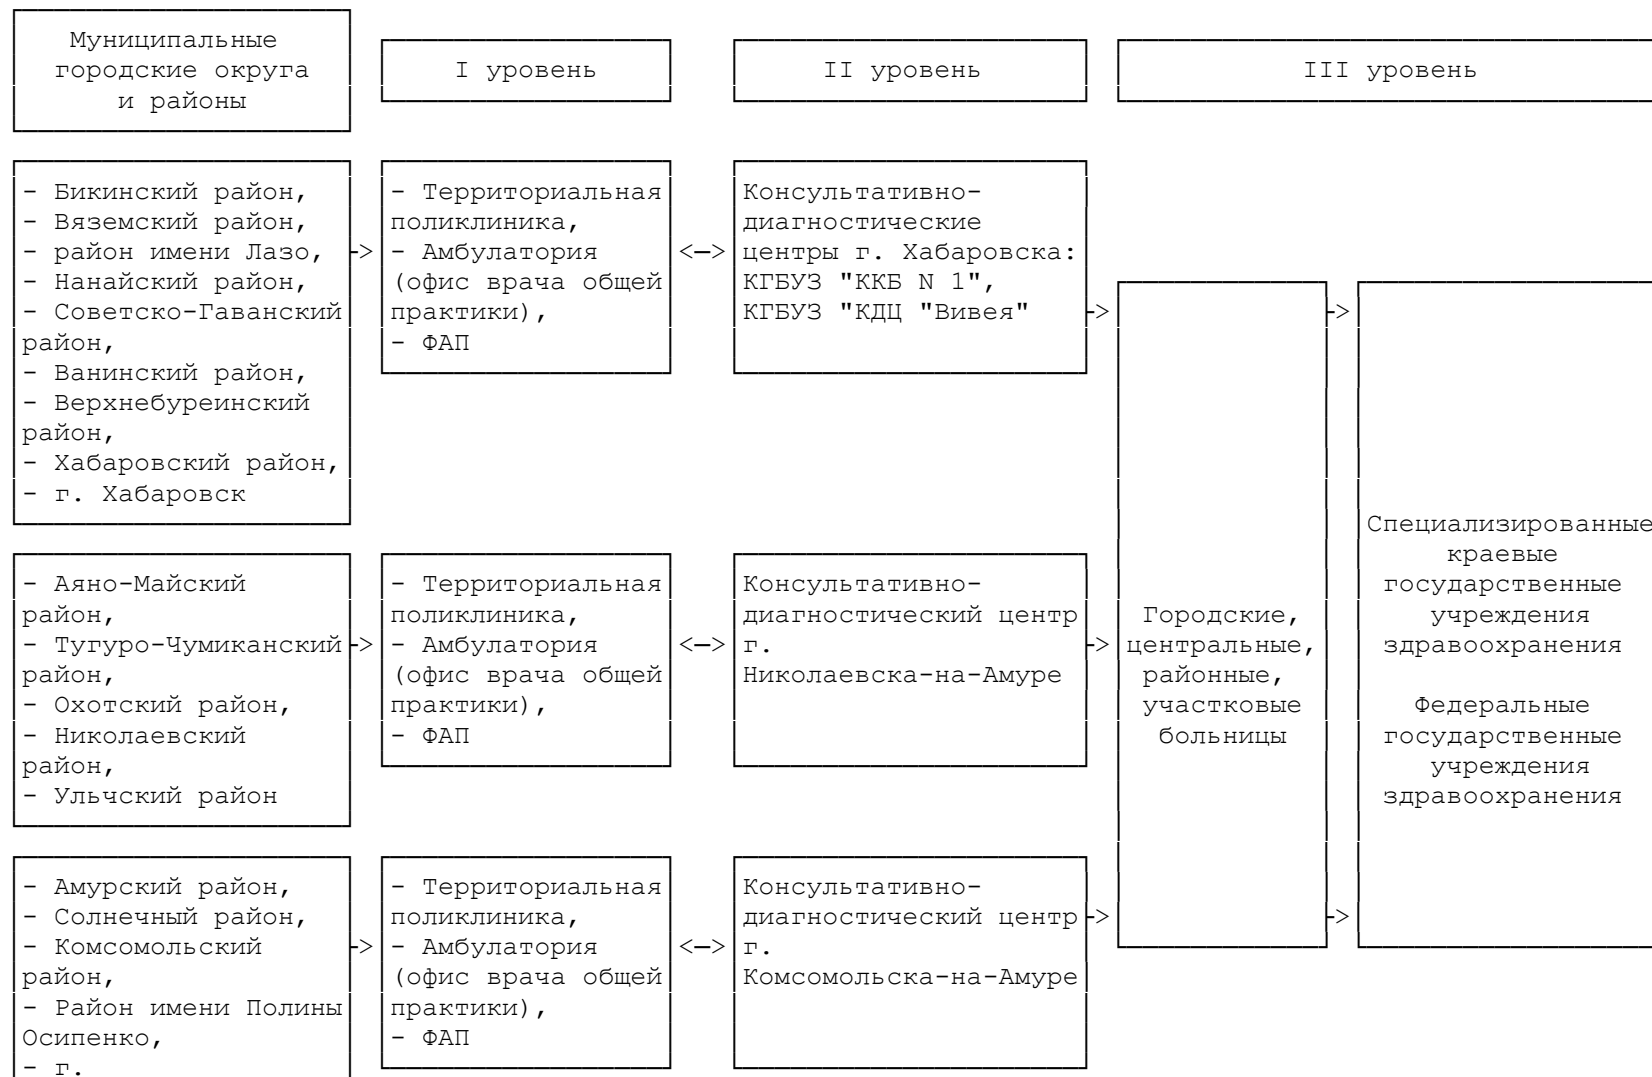 Муниципальные
городские округа
и районы
I уровень
II уровень
III уровень
- Бикинский район,
- Вяземский район,
- район имени Лазо,
- Нанайский район,
- Советско-Гаванский
район,
- Ванинский район,
- Верхнебуреинский
район,
- Хабаровский район,
- г. Хабаровск
->
- Территориальная
поликлиника,
- Амбулатория
(офис врача общей
практики),
- ФАП
<->
Консультативно-
диагностические
центры г. Хабаровска:
КГБУЗ "ККБ N 1",
КГБУЗ "КДЦ "Вивея"
->
- Аяно-Майский
район,
- Тугуро-Чумиканский
район,
- Охотский район,
- Николаевский
район,
- Ульчский район
->
- Территориальная
поликлиника,
- Амбулатория
(офис врача общей
практики),
- ФАП
<->
Консультативно-
диагностический центр
г.
Николаевска-на-Амуре
->
- Амурский район,
- Солнечный район,
- Комсомольский
район,
- Район имени Полины
Осипенко,
- г.
->
- Территориальная
поликлиника,
- Амбулатория
(офис врача общей
практики),
- ФАП
<->
Консультативно-
диагностический центр
г.
Комсомольска-на-Амуре
->
Городские,
центральные,
районные,
участковые
больницы
->
->
Специализированные
краевые
государственные
учреждения
здравоохранения
Федеральные
государственные
учреждения
здравоохранения